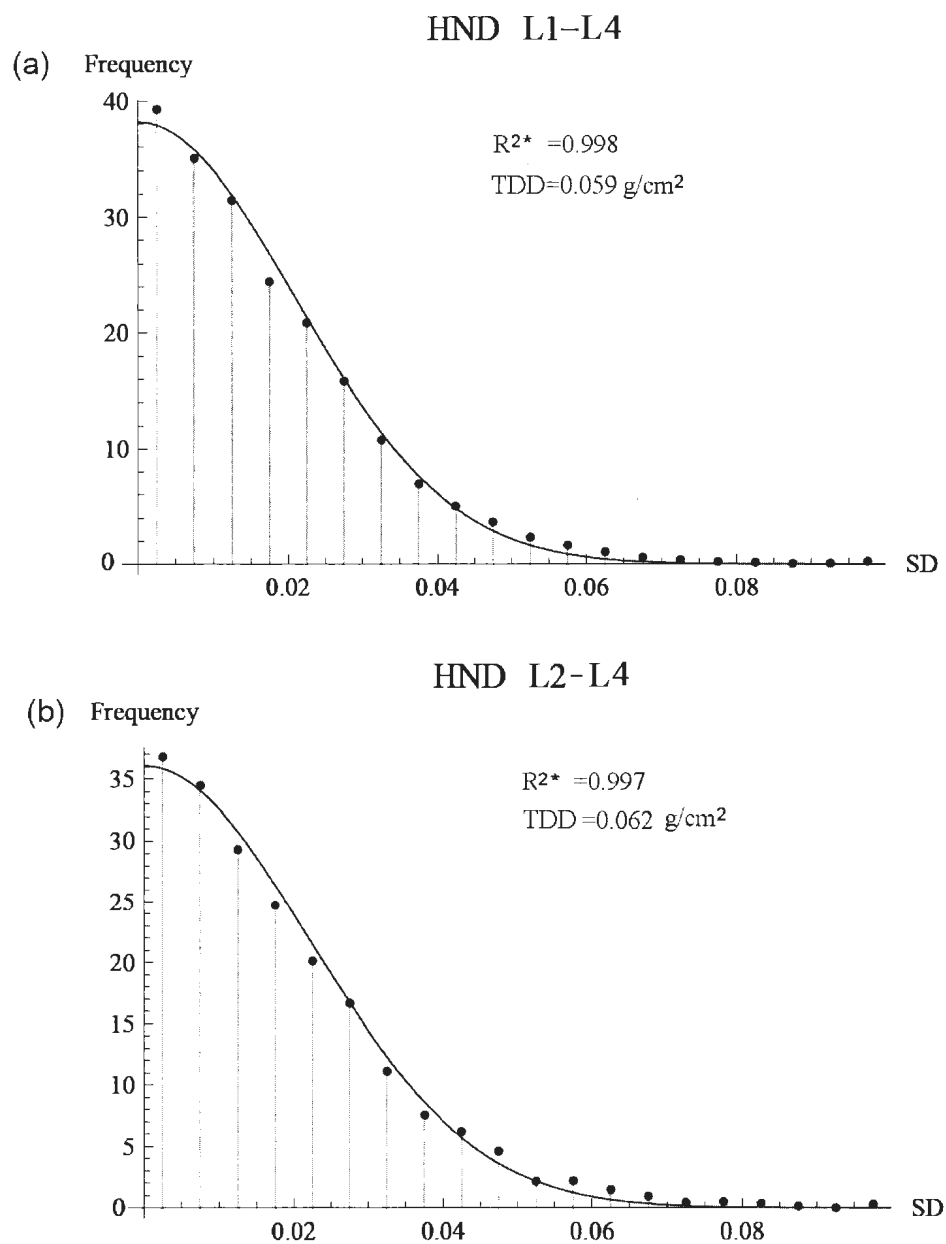 HND L1-L4
(a) Frequency
40
R²* =0.998
TDD=0.059 g/cm²
30
20
10
0
SD
0.02 0.04 0.06 0.08
HND L2-L4
(b) Frequency
35
R²* =0.997
TDD =0.062 g/cm²
30
25
20
15
10
5
0
SD
0.02 0.04 0.06 0.08